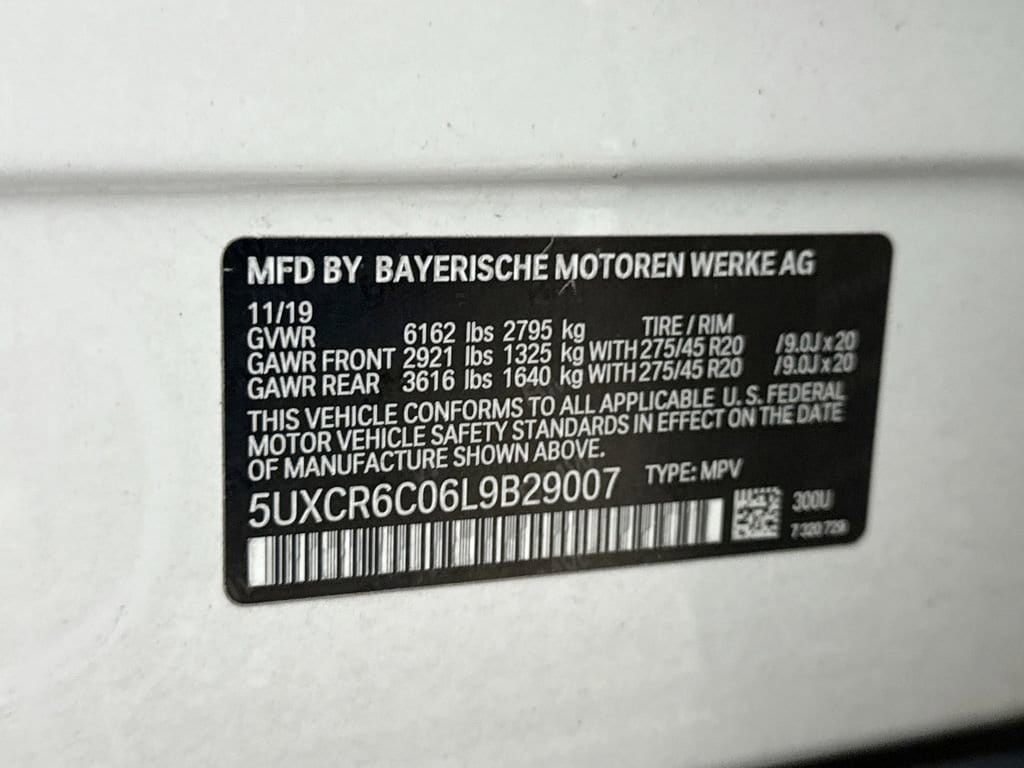 MFD BY BAYERISCHE MOTOREN WERKE AG
11/19
GVWR 6162 lbs 2795 kg TIRE / RIM
GAWR FRONT 2921 lbs 1325 kg WITH 275/45 R20 /9.0J x 20
GAWR REAR 3616 lbs 1640 kg WITH 275/45 R20 /9.0J x 20
THIS VEHICLE CONFORMS TO ALL APPLICABLE U. S. FEDERAL
MOTOR VEHICLE SAFETY STANDARDS IN EFFECT ON THE DATE
OF MANUFACTURE SHOWN ABOVE.
5UXCR6C06L9B29007 TYPE: MPV
300U